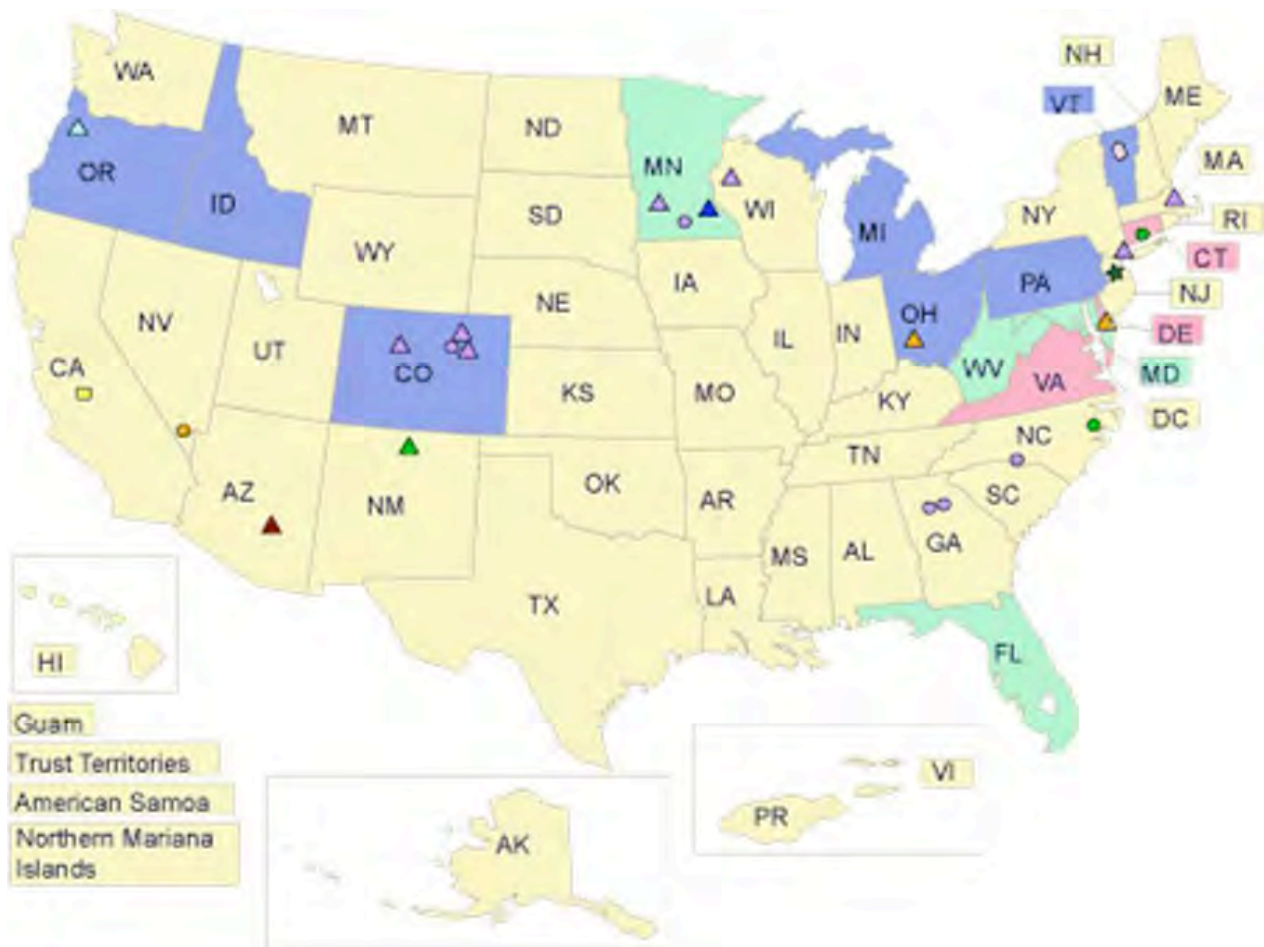 NH
WA
VT
ME
MT
ND
MN
MA
OR
ID
SD
WI
NY
RI
MI
WY
CT
IA
PA
NJ
NE
NV
OH
DE
UT
IL
IN
CO
WV
MD
CA
VA
KS
MO
KY
DC
NC
TN
AZ
OK
SC
NM
AR
GA
MS
AL
TX
LA
HI
FL
Guam
Trust Territories
VI
American Samoa
PR
Northern Mariana
Islands
AK